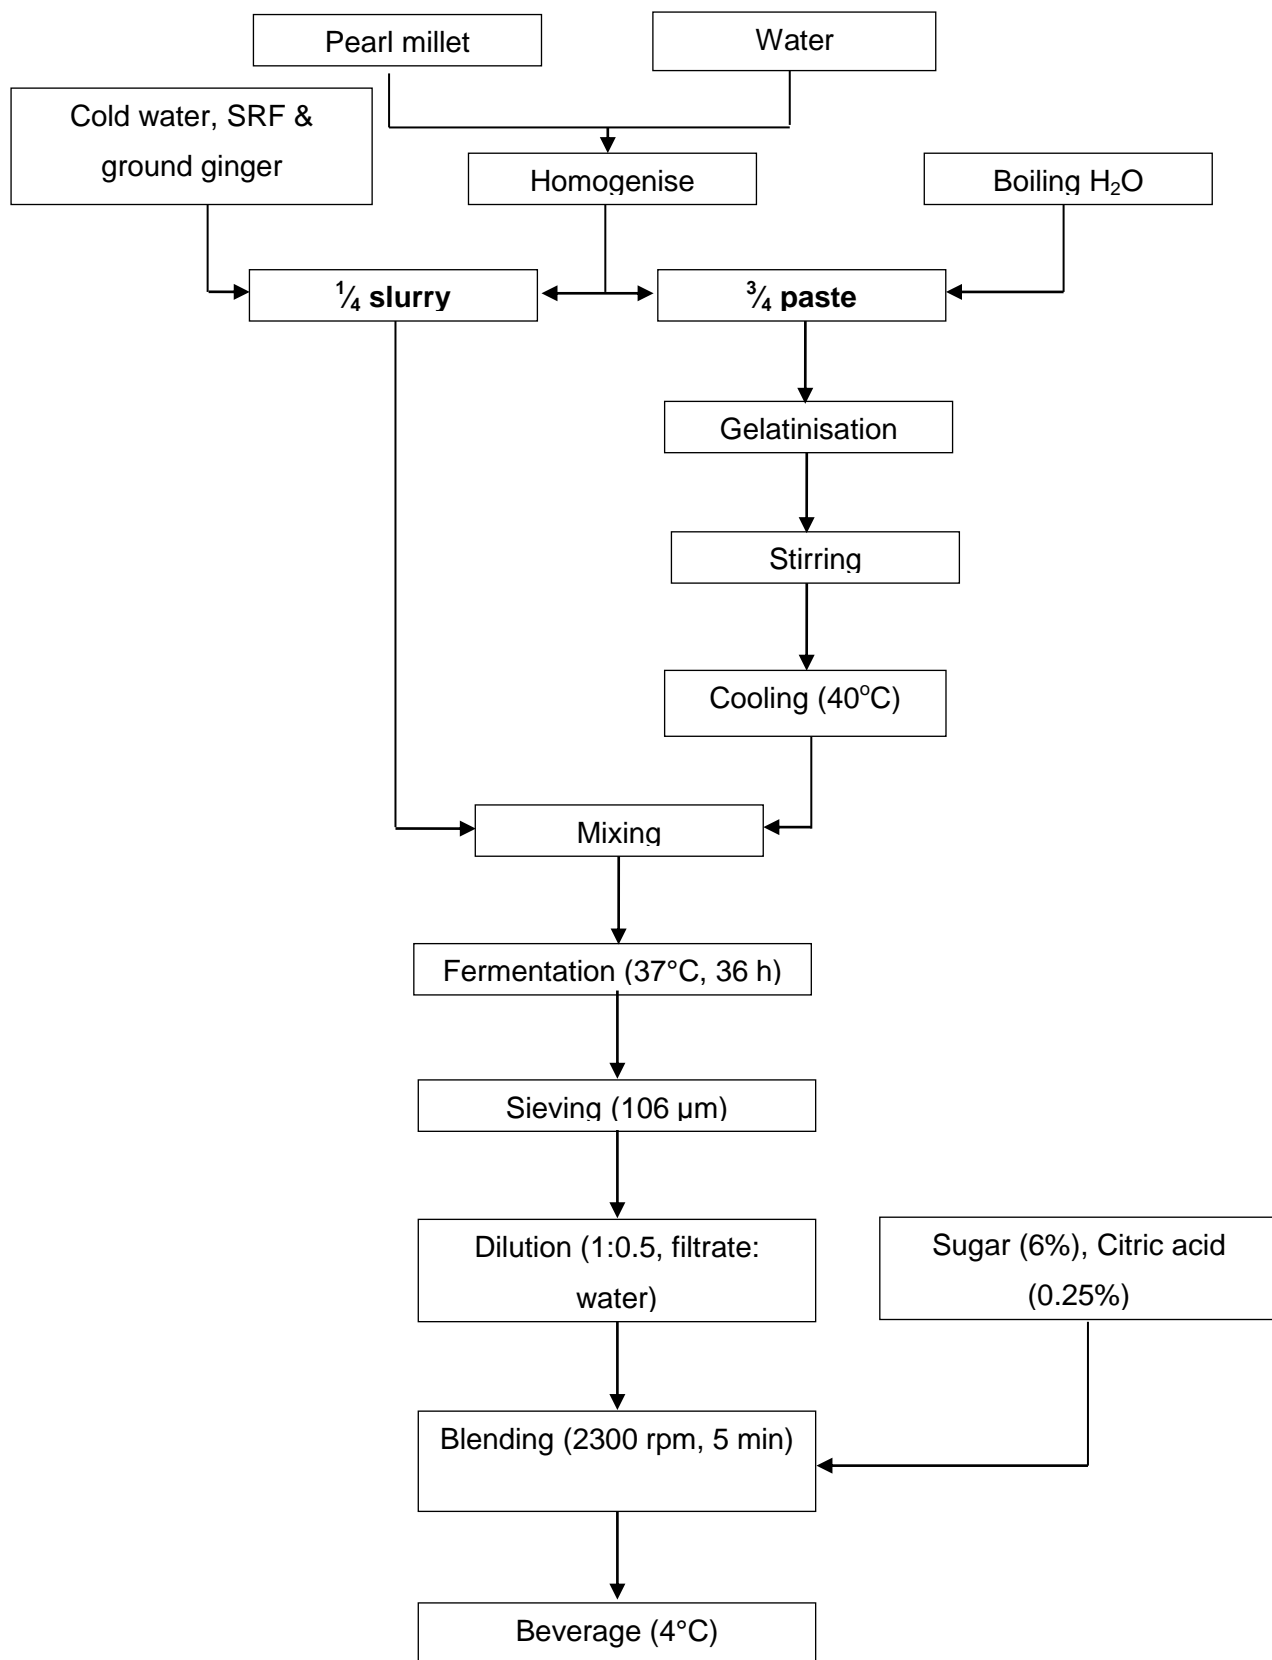 Pearl millet
Water
Cold water, SRF &
ground ginger
Homogenise
Boiling H₂O
¼ slurry
¾ paste
Gelatinisation
Stirring
Cooling (40°C)
Mixing
Fermentation (37°C, 36 h)
Sieving (106 µm)
Dilution (1:0.5, filtrate:
water)
Sugar (6%), Citric acid
(0.25%)
Blending (2300 rpm, 5 min)
Beverage (4°C)